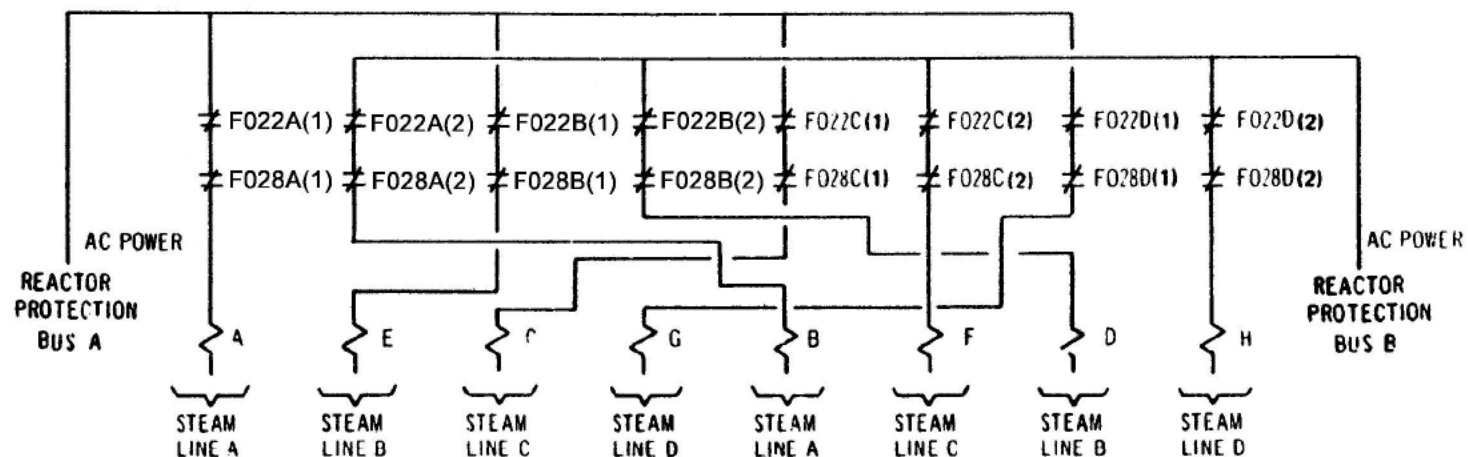 F022A(1) F022A(2) F022B(1) F022B(2) F022C(1) F022C(2) F022D(1) F022D(2)
F028A(1) F028A(2) F028B(1) F028B(2) F028C(1) F028C(2) F028D(1) F028D(2)
AC POWER
REACTOR
PROTECTION
BUS A
AC POWER
REACTOR
PROTECTION
BUS B
A E C G B F D H
STEAM
LINE A
STEAM
LINE B
STEAM
LINE C
STEAM
LINE D
STEAM
LINE A
STEAM
LINE C
STEAM
LINE B
STEAM
LINE D